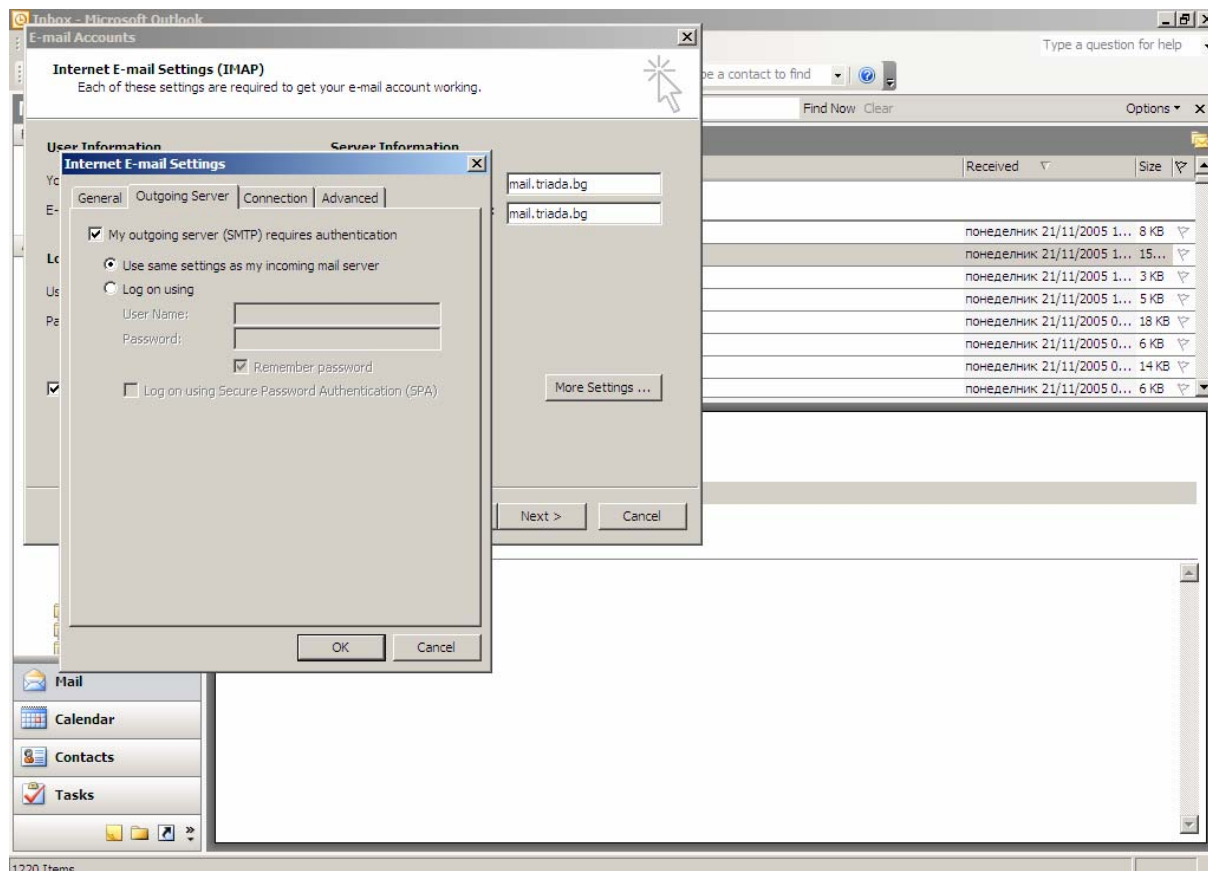 Inbox - Microsoft Outlook
E-mail Accounts
Type a question for help
Internet E-mail Settings (IMAP)
Each of these settings are required to get your e-mail account working.
a contact to find
Find Now Clear
Options
User Information Server Information
Internet E-mail Settings
Received Size
General Outgoing Server Connection Advanced
mail.triada.bg
E-
mail.triada.bg
My outgoing server (SMTP) requires authentication
Use same settings as my incoming mail server
Log on using
User Name:
Password:
Remember password
Log on using Secure Password Authentication (SPA)
More Settings ...
понеделник 21/11/2005 1... 8 KB
понеделник 21/11/2005 1... 15...
понеделник 21/11/2005 1... 3 KB
понеделник 21/11/2005 1... 5 KB
понеделник 21/11/2005 0... 18 KB
понеделник 21/11/2005 0... 6 KB
понеделник 21/11/2005 0... 14 KB
понеделник 21/11/2005 0... 6 KB
Next > Cancel
OK Cancel
Mail
Calendar
Contacts
Tasks
1220 Items